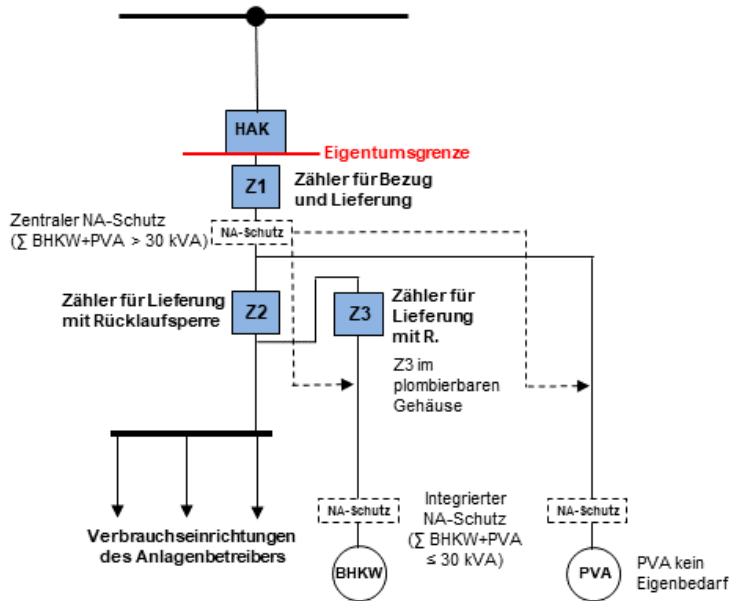 HAK
Eigentumsgrenze
Z1
Zähler für Bezug
und Lieferung
Zentraler NA-Schutz
(∑ BHKW+PVA > 30 kVA)
NA-Schutz
Zähler für Lieferung
mit Rücklaufsperre
Z2
Z3
Zähler für
Lieferung
mit R.
Z3 im
plombierbaren
Gehäuse
Verbrauchseinrichtungen
des Anlagenbetreibers
NA-Schutz
Integrierter
NA-Schutz
(∑ BHKW+PVA
≤ 30 kVA)
NA-Schutz
BHKW
PVA
PVA kein
Eigenbedarf